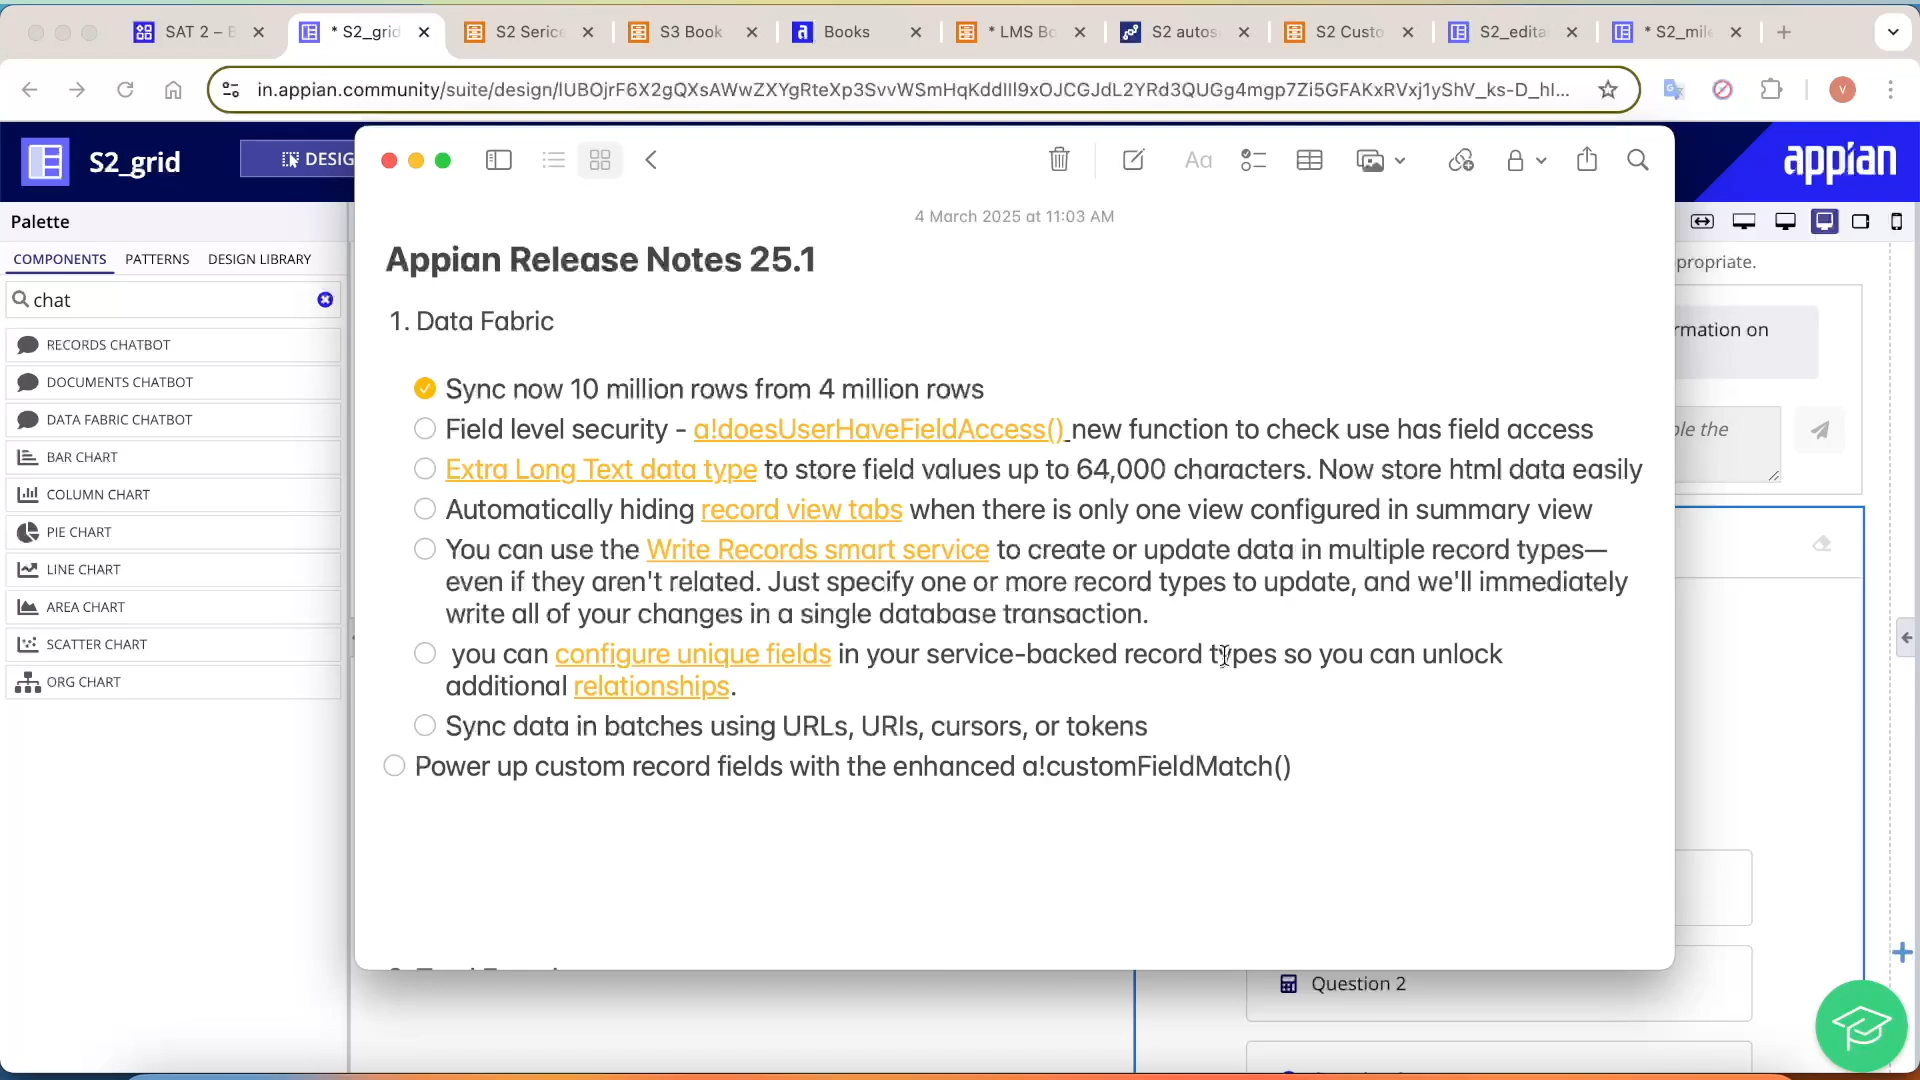 SAT 2 –
* S2_grid
S2 Seric
S3 Book
Books
* LMS Bo
S2 autos
S2 Custo
S2_edita
* S2_mile
in.appian.community/suite/design/lUBOjrF6X2gQXsAWwZXYgRteXp3SvvWSmHqKddIIl9xOJCGJdL2YRd3QUGg4mgp7Zi5GFAKxRVxj1yShV_ks-D_hI...
V
S2_grid
DESIG
appian
Palette
COMPONENTS
PATTERNS
DESIGN LIBRARY
chat
RECORDS CHATBOT
DOCUMENTS CHATBOT
DATA FABRIC CHATBOT
BAR CHART
COLUMN CHART
PIE CHART
LINE CHART
AREA CHART
SCATTER CHART
ORG CHART
Aa
4 March 2025 at 11:03 AM
Appian Release Notes 25.1
1. Data Fabric
Sync now 10 million rows from 4 million rows
Field level security - a!doesUserHaveFieldAccess() new function to check use has field access
Extra Long Text data type to store field values up to 64,000 characters. Now store html data easily
Automatically hiding record view tabs when there is only one view configured in summary view
You can use the Write Records smart service to create or update data in multiple record types—
even if they aren't related. Just specify one or more record types to update, and we'll immediately
write all of your changes in a single database transaction.
you can configure unique fields in your service-backed record types so you can unlock
additional relationships.
Sync data in batches using URLs, URIs, cursors, or tokens
Power up custom record fields with the enhanced a!customFieldMatch()
propriate.
rmation on
ble the
Question 2